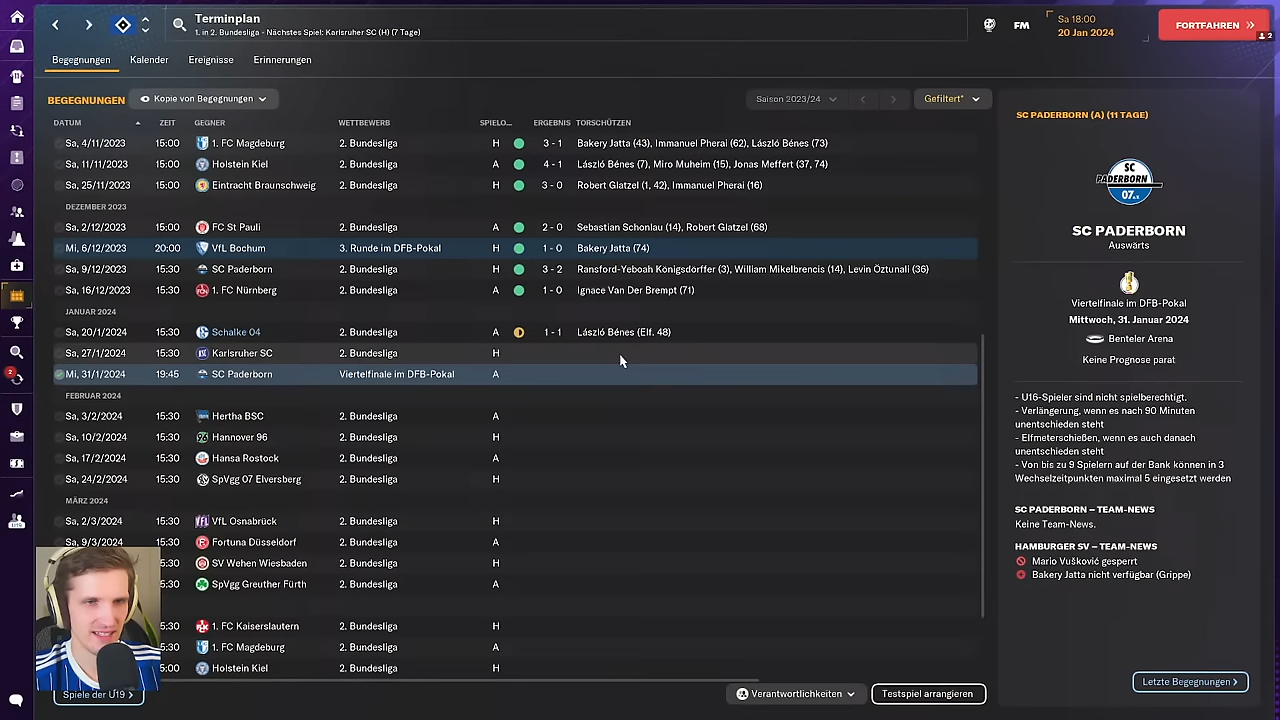 Terminplan
1. in 2. Bundesliga - Nächstes Spiel: Karlsruher SC (H) (7 Tage)
FM
Sa 18:00
20 Jan 2024
FORTFAHREN
2
Begegnungen Kalender Ereignisse Erinnerungen
BEGEGNUNGEN Kopie von Begegnungen Saison 2023/24 Gefiltert*
DATUM ZEIT GEGNER WETTBEWERB SPIELO... ERGEBNIS TORSCHÜTZEN
Sa, 4/11/2023 15:00 1. FC Magdeburg 2. Bundesliga H 3 - 1 Bakery Jatta (43), Immanuel Pherai (62), László Bénes (73)
Sa, 11/11/2023 15:00 Holstein Kiel 2. Bundesliga A 4 - 1 László Bénes (7), Miro Muheim (15), Jonas Meffert (37, 74)
Sa, 25/11/2023 15:00 Eintracht Braunschweig 2. Bundesliga H 3 - 0 Robert Glatzel (1, 42), Immanuel Pherai (16)
DEZEMBER 2023
Sa, 2/12/2023 15:00 FC St Pauli 2. Bundesliga A 2 - 0 Sebastian Schonlau (14), Robert Glatzel (68)
Mi, 6/12/2023 20:00 VfL Bochum 3. Runde im DFB-Pokal H 1 - 0 Bakery Jatta (74)
Sa, 9/12/2023 15:30 SC Paderborn 2. Bundesliga H 3 - 2 Ransford-Yeboah Königsdorffer (3), William Mikelbrencis (14), Levin Öztunali (36)
Sa, 16/12/2023 15:30 1. FC Nürnberg 2. Bundesliga A 1 - 0 Ignace Van Der Brempt (71)
JANUAR 2024
Sa, 20/1/2024 15:30 Schalke 04 2. Bundesliga A 1 - 1 László Bénes (Elf. 48)
Sa, 27/1/2024 15:30 Karlsruher SC 2. Bundesliga H
Mi, 31/1/2024 19:45 SC Paderborn Viertelfinale im DFB-Pokal A
FEBRUAR 2024
Sa, 3/2/2024 15:30 Hertha BSC 2. Bundesliga A
Sa, 10/2/2024 15:30 Hannover 96 2. Bundesliga H
Sa, 17/2/2024 15:30 Hansa Rostock 2. Bundesliga A
Sa, 24/2/2024 15:30 SpVgg 07 Elversberg 2. Bundesliga H
MÄRZ 2024
Sa, 2/3/2024 15:30 VfL Osnabrück 2. Bundesliga H
Sa, 9/3/2024 15:30 Fortuna Düsseldorf 2. Bundesliga A
5:30 SV Wehen Wiesbaden 2. Bundesliga H
5:30 SpVgg Greuther Fürth 2. Bundesliga A
5:30 1. FC Kaiserslautern 2. Bundesliga H
5:30 1. FC Magdeburg 2. Bundesliga A
5:00 Holstein Kiel 2. Bundesliga H
Spiele der U19 Verantwortlichkeiten Testspiel arrangieren
SC PADERBORN (A) (11 TAGE)
SC
PADERBORN
07
SC PADERBORN
Auswärts
Viertelfinale im DFB-Pokal
Mittwoch, 31. Januar 2024
Benteler Arena
Keine Prognose parat
- U16-Spieler sind nicht spielberechtigt.
- Verlängerung, wenn es nach 90 Minuten
unentschieden steht
- Elfmeterschießen, wenn es auch danach
unentschieden steht
- Von bis zu 9 Spielern auf der Bank können in 3
Wechselzeitpunkten maximal 5 eingesetzt werden
SC PADERBORN – TEAM-NEWS
Keine Team-News.
HAMBURGER SV – TEAM-NEWS
Mario Vušković gesperrt
Bakery Jatta nicht verfügbar (Grippe)
Letzte Begegnungen
2